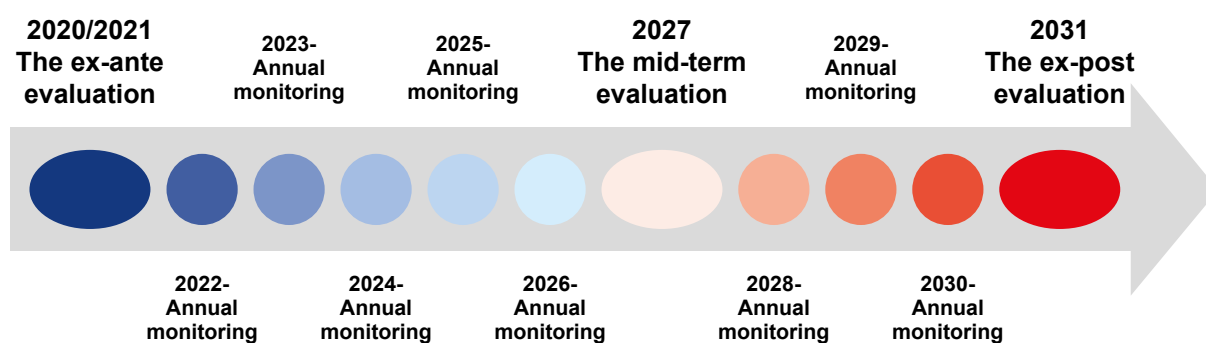 2020/2021
The ex-ante
evaluation
2023-
Annual
monitoring
2025-
Annual
monitoring
2027
The mid-term
evaluation
2029-
Annual
monitoring
2031
The ex-post
evaluation
2022-
Annual
monitoring
2024-
Annual
monitoring
2026-
Annual
monitoring
2028-
Annual
monitoring
2030-
Annual
monitoring